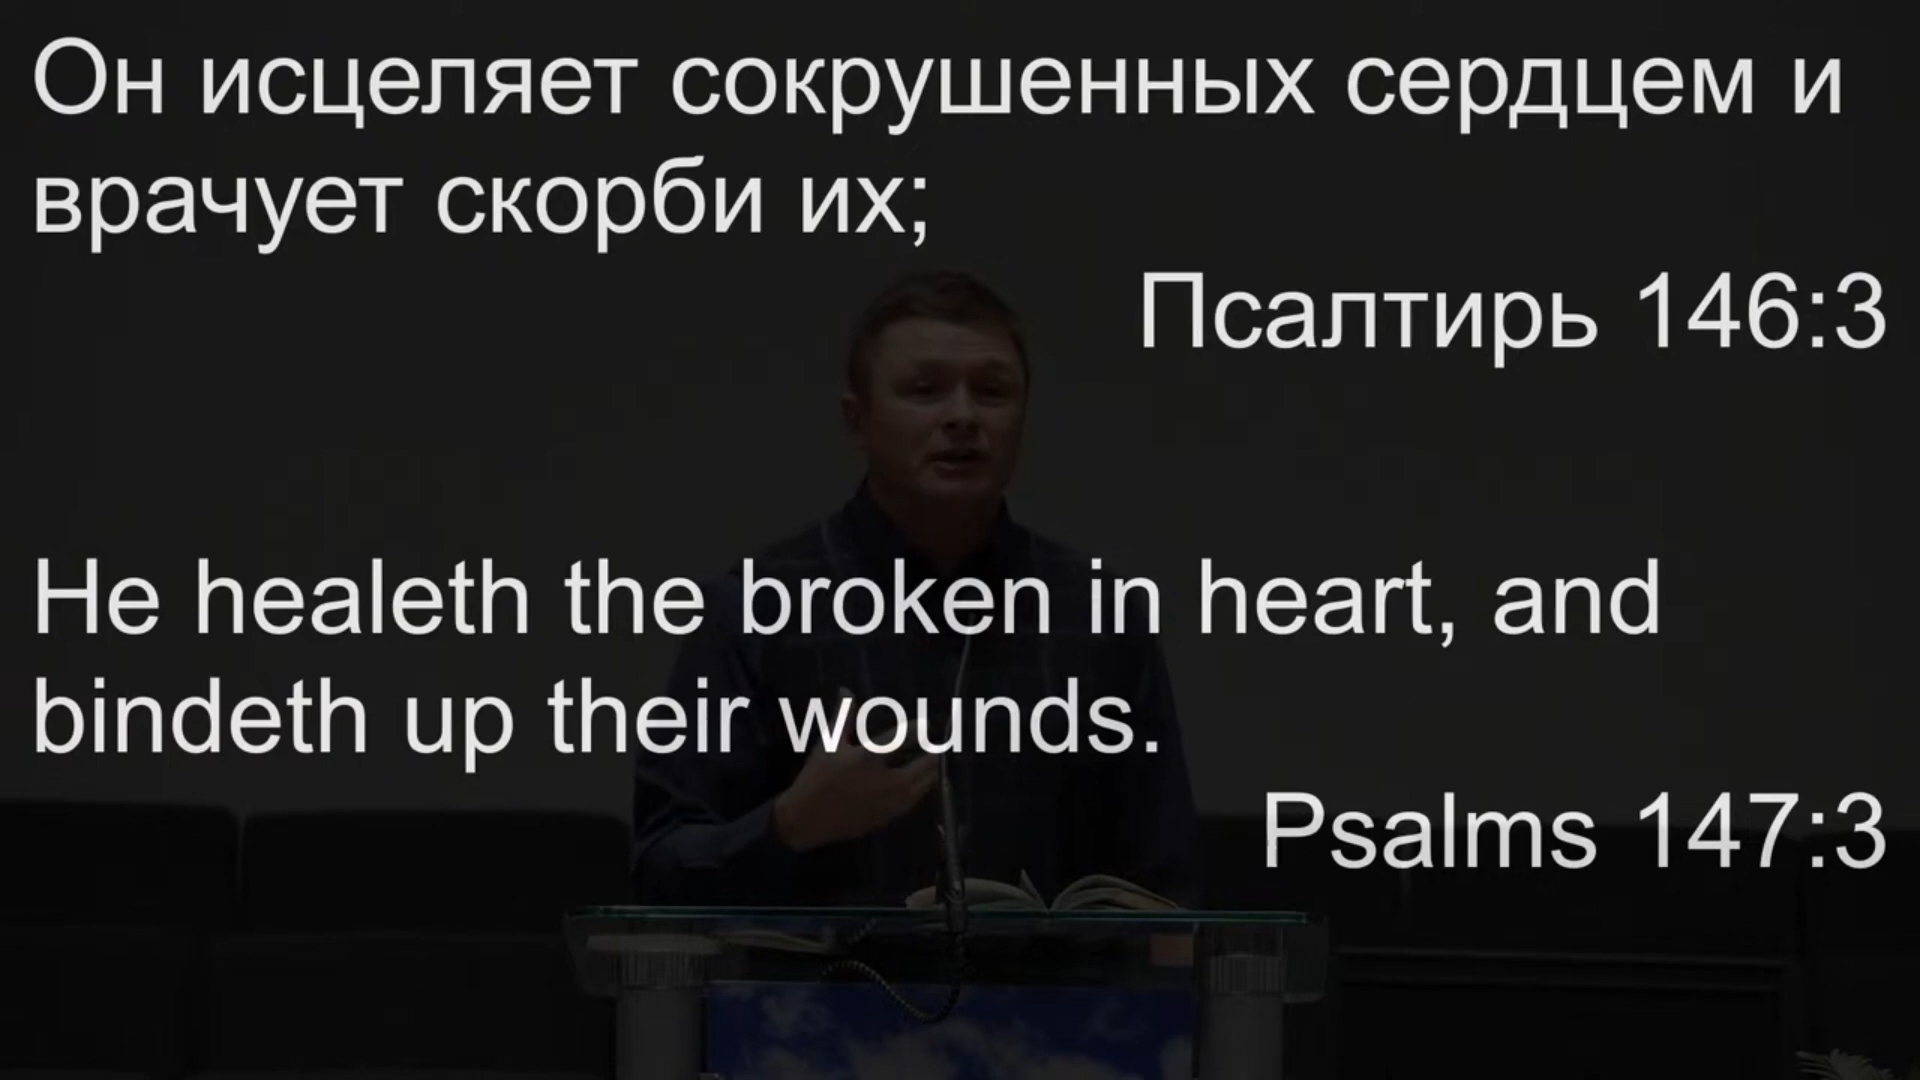 Он исцеляет сокрушенных сердцем и
врачует скорби их;
Псалтирь 146:3
He healeth the broken in heart, and
bindeth up their wounds.
Psalms 147:3